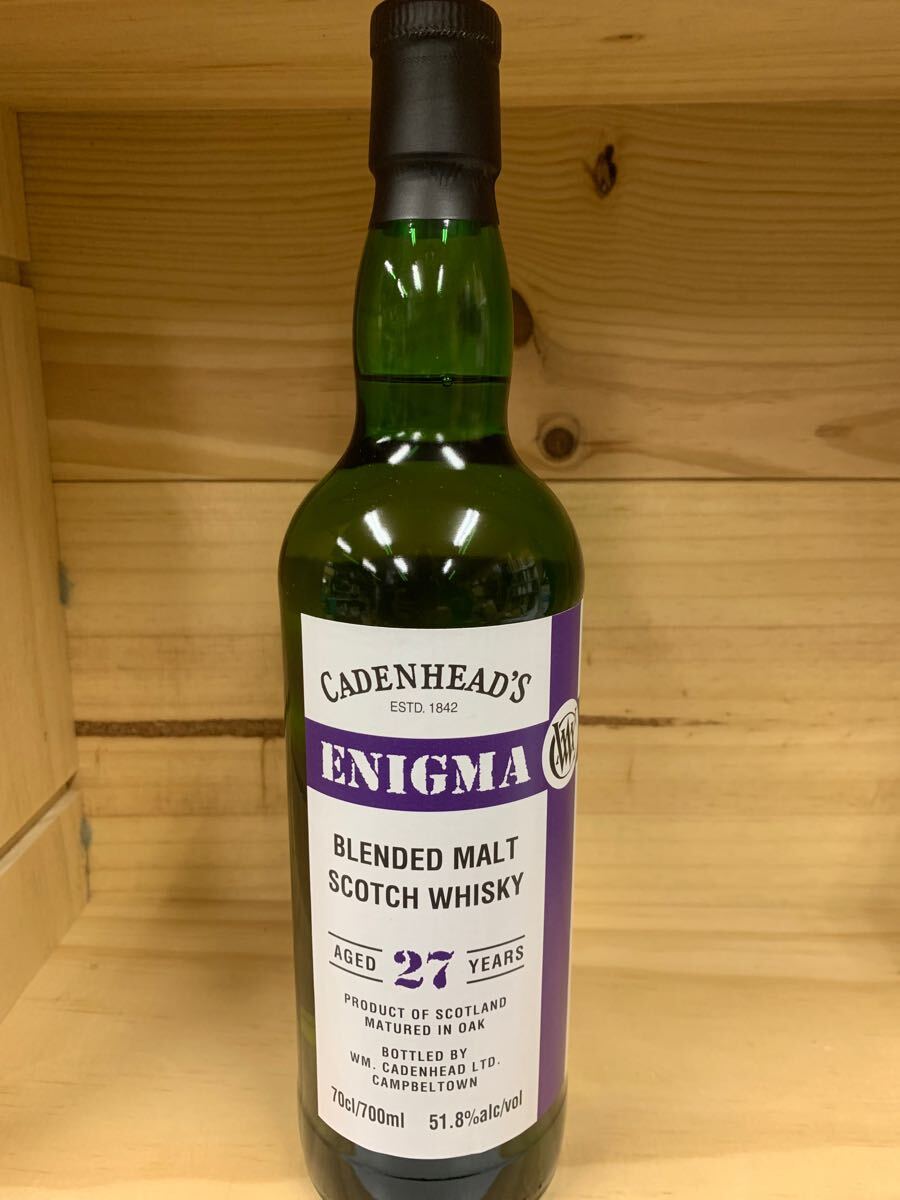 CADENHEAD'S
ESTD. 1842
ENIGMA
BLENDED MALT
SCOTCH WHISKY
AGED 27 YEARS
PRODUCT OF SCOTLAND
MATURED IN OAK
BOTTLED BY
WM. CADENHEAD LTD.
CAMPBELTOWN
70cl/700ml 51.8%alc/vol